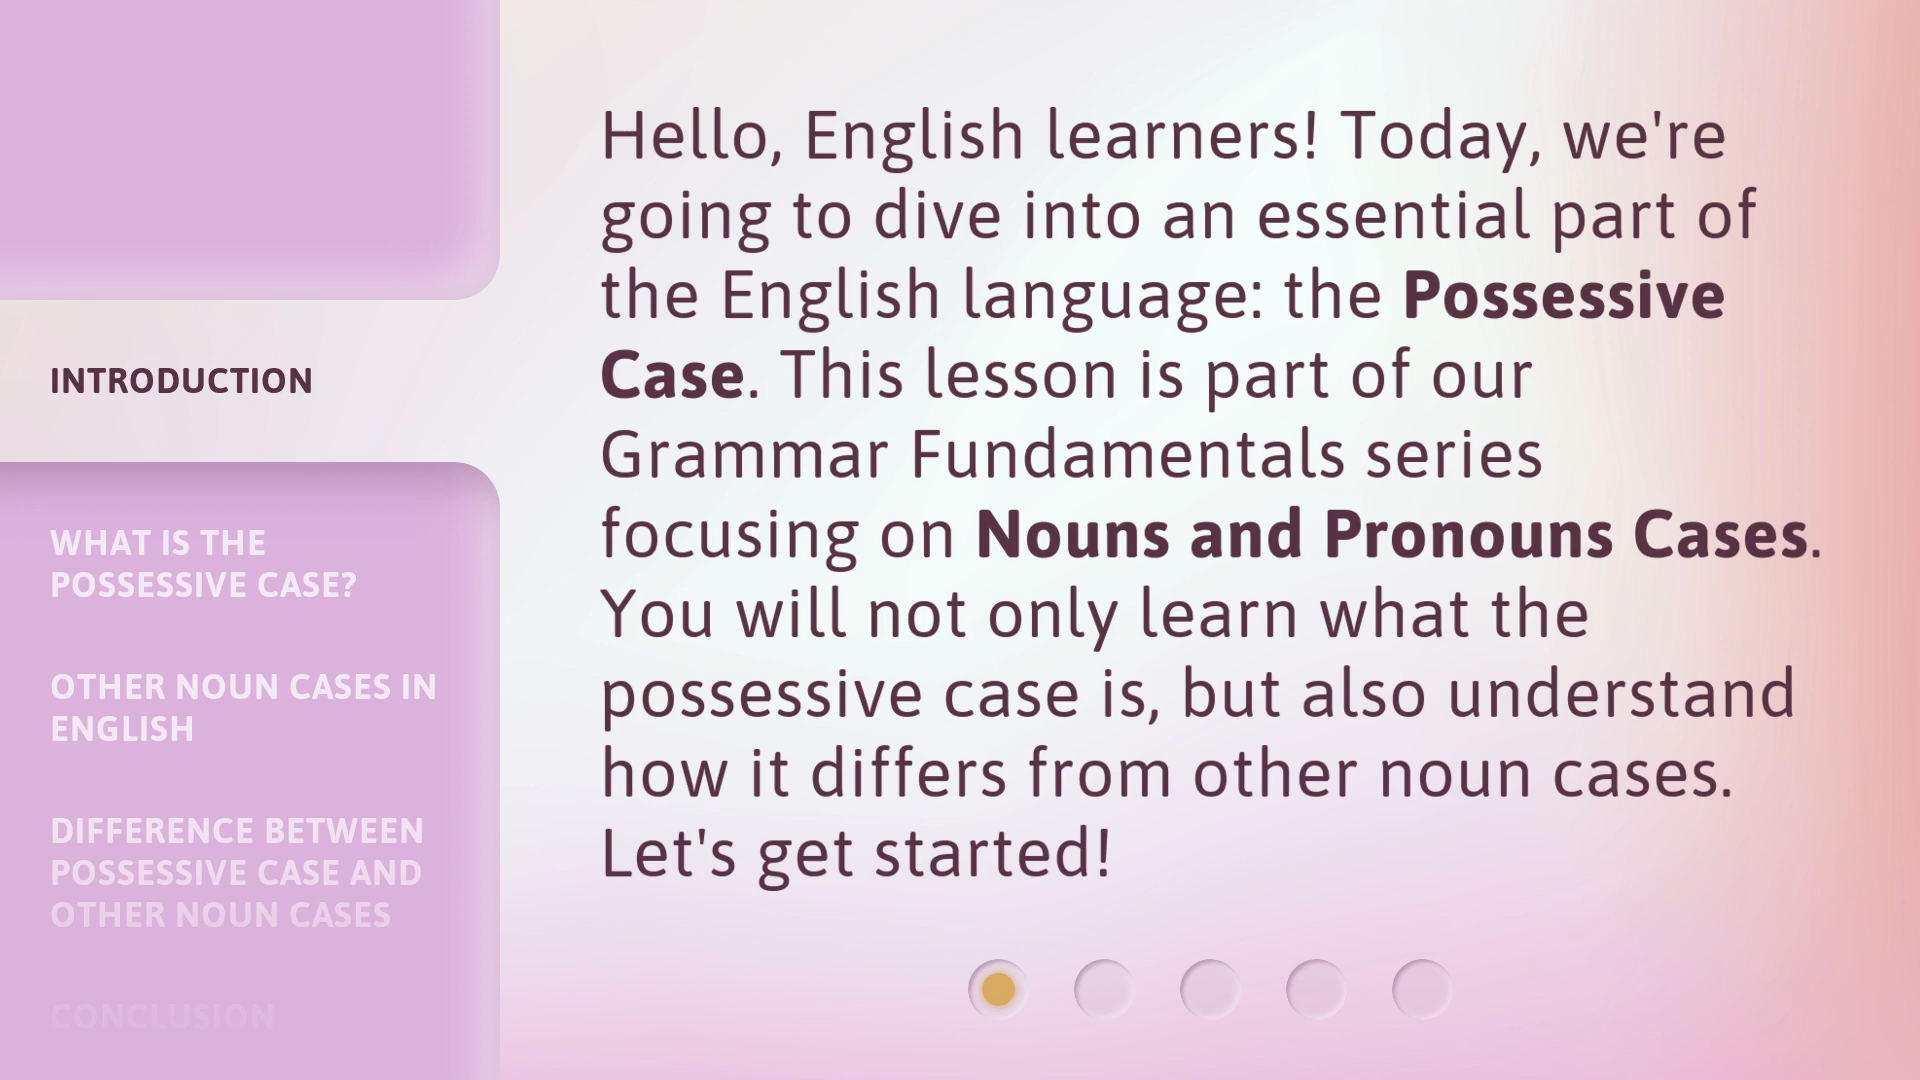 INTRODUCTION
WHAT IS THE
POSSESSIVE CASE?
OTHER NOUN CASES IN
ENGLISH
DIFFERENCE BETWEEN
POSSESSIVE CASE AND
OTHER NOUN CASES
CONCLUSION
Hello, English learners! Today, we're
going to dive into an essential part of
the English language: the Possessive
Case. This lesson is part of our
Grammar Fundamentals series
focusing on Nouns and Pronouns Cases.
You will not only learn what the
possessive case is, but also understand
how it differs from other noun cases.
Let's get started!